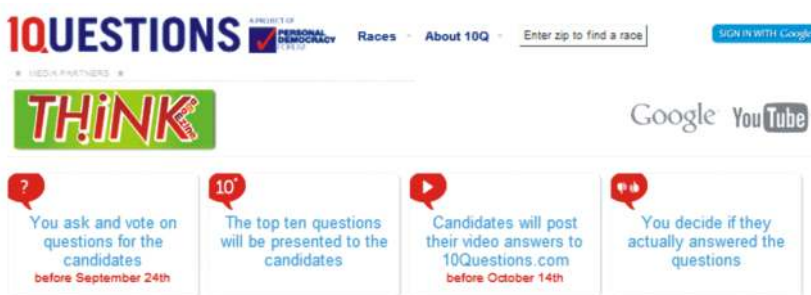 10QUESTIONS A PROJECT OF PERSONAL DEMOCRACY FORUM Races About 10Q Enter zip to find a race SIGN IN WITH Google
MEDIA PARTNERS
THiNK
Google YouTube
?
You ask and vote on
questions for the
candidates
before September 24th
10*
The top ten questions
will be presented to the
candidates
Candidates will post
their video answers to
10Questions.com
before October 14th
You decide if they
actually answered the
questions